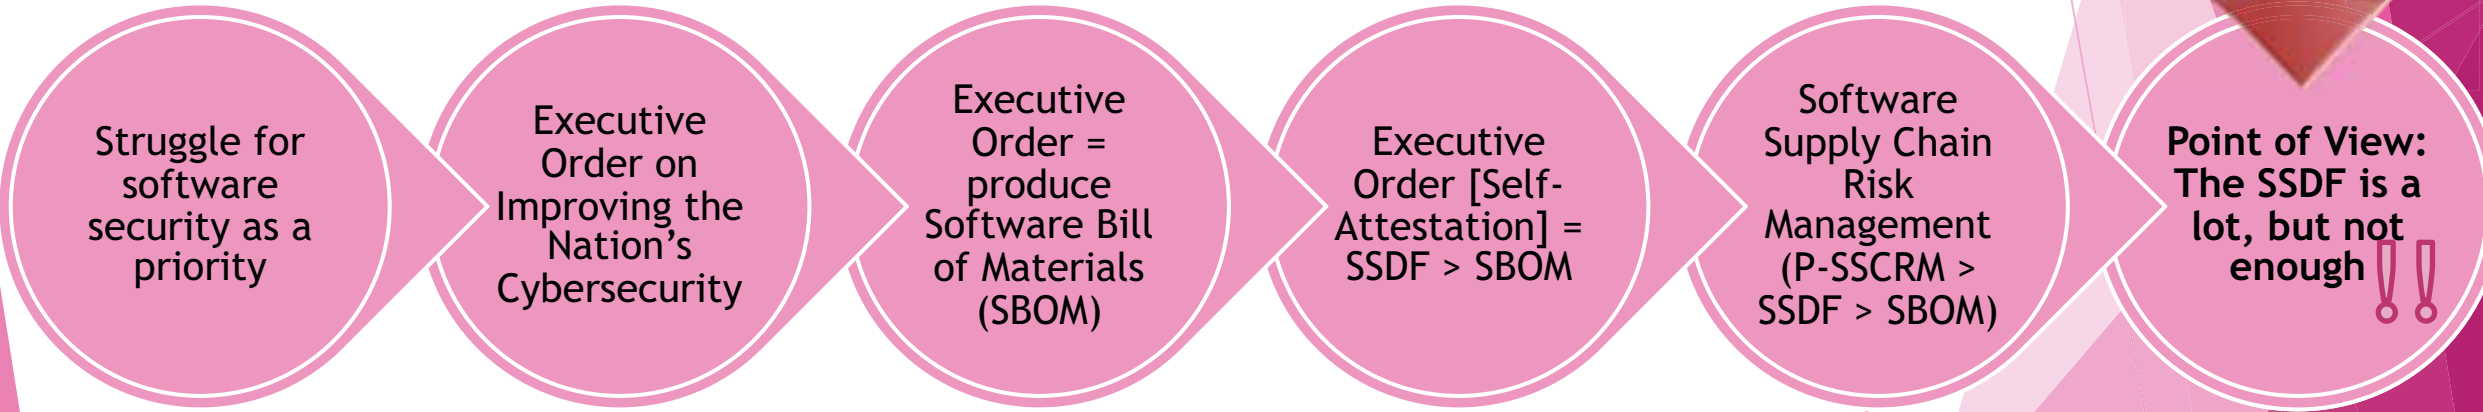 Struggle for
software
security as a
priority
Executive
Order on
Improving the
Nation’s
Cybersecurity
Executive
Order =
produce
Software Bill
of Materials
(SBOM)
Executive
Order [Self-
Attestation] =
SSDF > SBOM
Software
Supply Chain
Risk
Management
(P-SSCRM >
SSDF > SBOM)
Point of View:
The SSDF is a
lot, but not
enough